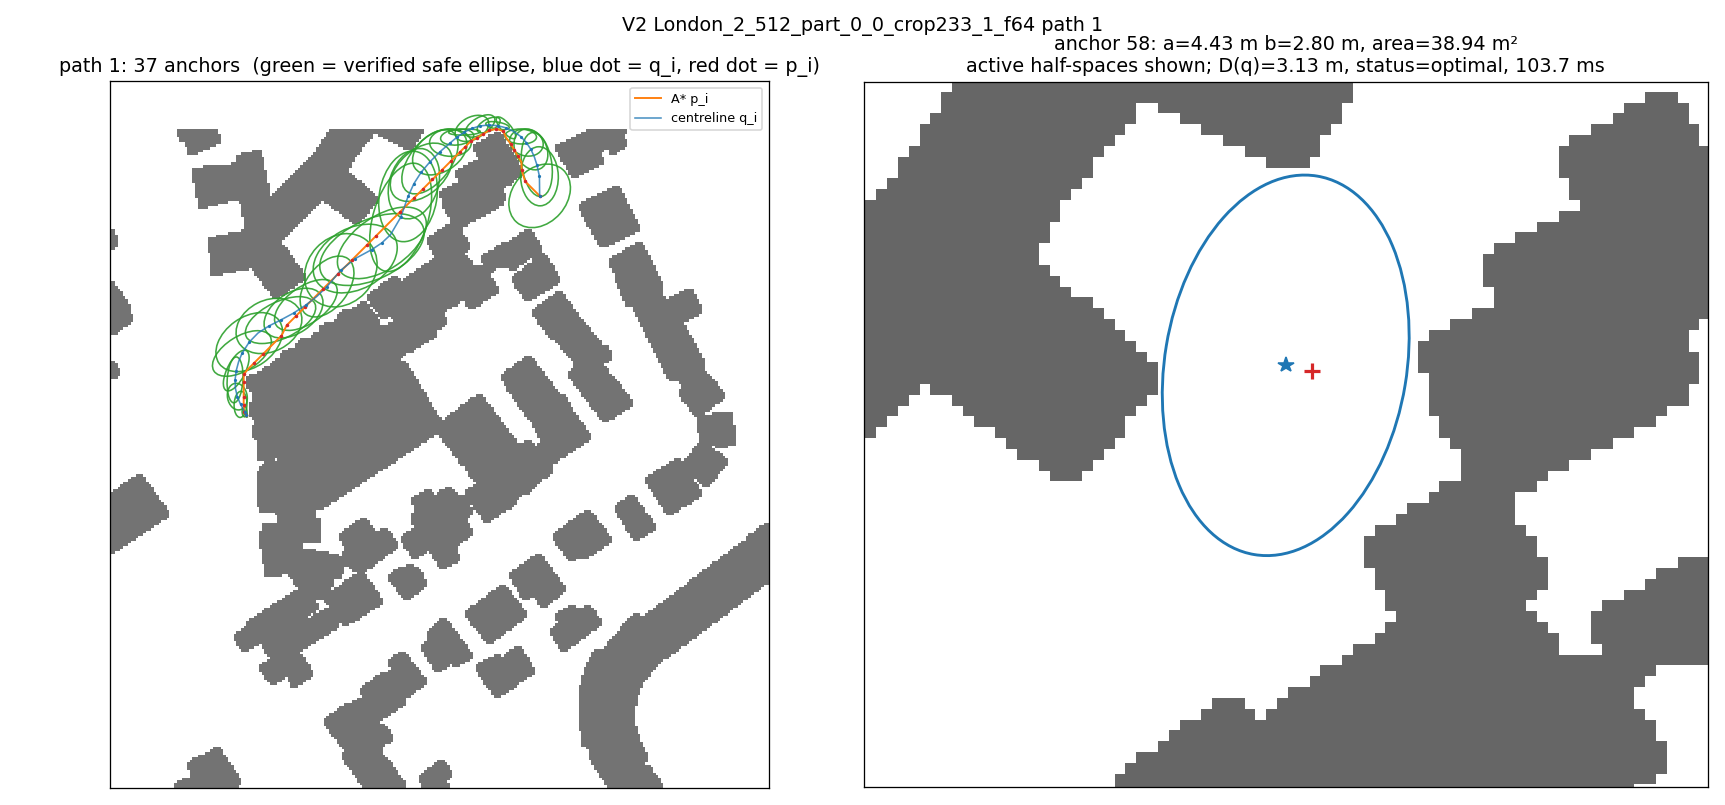 V2 London_2_512_part_0_0_crop233_1_f64 path 1
path 1: 37 anchors  (green = verified safe ellipse, blue dot = q_i, red dot = p_i)
A* p_i
centreline q_i
anchor 58: a=4.43 m b=2.80 m, area=38.94 m²
active half-spaces shown; D(q)=3.13 m, status=optimal, 103.7 ms